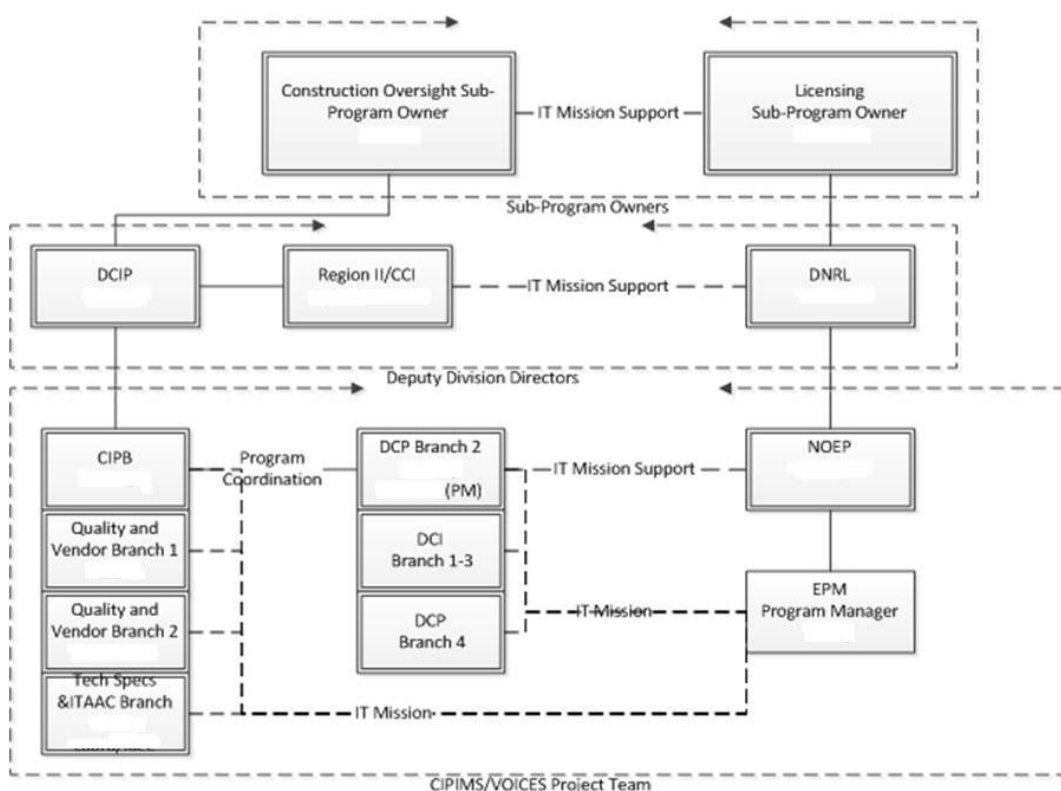 Construction Oversight Sub-
Program Owner
IT Mission Support
Licensing
Sub-Program Owner
Sub-Program Owners
DCIP
Region II/CCI
IT Mission Support
DNRL
Deputy Division Directors
CIPB
Program
Coordination
DCP Branch 2
(PM)
IT Mission Support
NOEP
Quality and
Vendor Branch 1
DCI
Branch 1-3
EPM
Program Manager
Quality and
Vendor Branch 2
DCP
Branch 4
IT Mission
Tech Specs
&ITAAC Branch
IT Mission
CIPIMS/VOICES Project Team